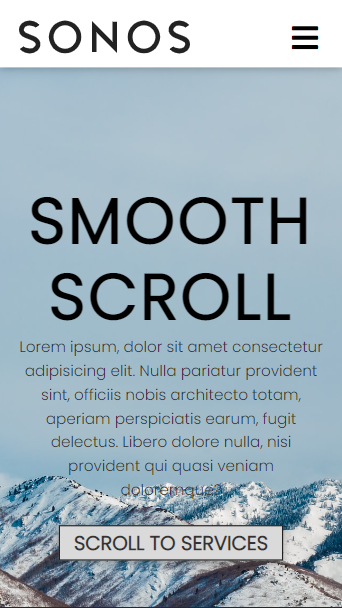 SONOS
SMOOTH
SCROLL
Lorem ipsum, dolor sit amet consectetur
adipisicing elit. Nulla pariatur provident
sint, officiis nobis architecto totam,
aperiam perspiciatis earum, fugit
delectus. Libero dolore nulla, nisi
provident qui quasi veniam
doloremque?
SCROLL TO SERVICES